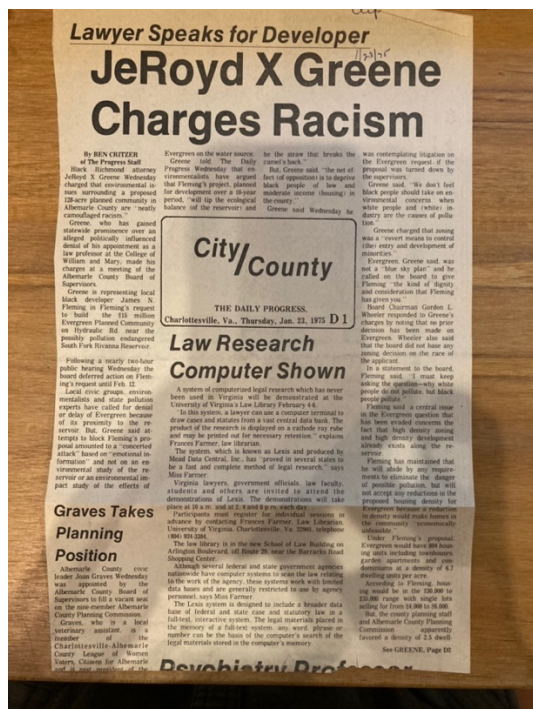 1/23/75
Lawyer Speaks for Developer
JeRoyd X Greene
Charges Racism
By BEN CRITZER
of The Progress Staff
Black Richmond attorney
JeRoyd X Greene Wednesday
charged that environmental is-
sues surrounding a proposed
128-acre planned community in
Albemarle County are "neatly
camouflaged racism."
Greene, who has gained
statewide prominence over an
alleged politically influenced
denial of his appointment as a
law professor at the College of
William and Mary, made his
charges at a meeting of the
Albemarle County Board of
Supervisors.
Greene is representing local
black developer James N.
Fleming in Fleming's request
to build the $15 million
Evergreen Planned Community
on Hydraulic Rd. near the
possibly pollution endangered
South Fork Rivanna Reservoir.
Following a nearly two-hour
public hearing Wednesday the
board deferred action on Flem-
ing's request until Feb. 12.
Local civic groups, environ-
mentalists and state pollution
experts have called for denial
or delay of Evergreen because
of its proximity to the re-
servoir. But, Greene said at-
tempts to block Fleming's pro-
posal amounted to a "concerted
attack" based on "emotional in-
formation" and not on an en-
vironmental study of the re-
servoir or an environmental im-
pact study of the effects of
Evergreen on the water source.
Greene told The Daily
Progress Wednesday that en-
vironmentalists have argued
that Fleming's project, planned
for development over a 10-year
period, "will up the ecological
balance (of the reservoir) and
be the straw that breaks the
camel's back."
But, Greene said, "the net of
fact (of opposition) is to deprive
black people of low and
moderate income (housing) in
the county."
Greene said Wednesday he
was contemplating litigation on
the Evergreen request if the
proposal was turned down by
the supervisors.
Greene said, "We don't feel
black people should take on en-
vironmental concerns when
white people and (white) in-
dustry are the causes of pollu-
tion."
Greene charged that zoning
was a "covert means to control
(the) entry and development of
minorities."
Evergreen, Greene said, was
not a "blue sky plan" and he
called on the board to give
Fleming "the kind of dignity
and consideration that Fleming
has given you."
Board Chairman Gordon L.
Wheeler responded to Greene's
charges by noting that no prior
decision has been made on
Evergreen. Wheeler also said
that the board did not base any
zoning decision on the race of
the applicant.
In a statement to the board,
Fleming said, "I must keep
asking the question—why white
people do not pollute, but black
people pollute."
Fleming said a central issue
in the Evergreen question that
has been evaded concerns the
fact that high density zoning
and high density development
already exists along the re-
servoir.
Fleming has maintained that
he will abide by any require-
ments to eliminate the danger
of possible pollution, but will
not accept any reductions in the
proposed housing density for
Evergreen because a reduction
in density would make homes in
the community "economically
unfeasible."
Under Fleming's proposal,
Evergreen would have 808 hous-
ing units including townhouses,
garden apartments and con-
dominiums at a density of 6.7
dwelling units per acre.
According to Fleming, hous-
ing would be in the
range with single lots
selling for from
But, the county planning staff
and Albemarle County Planning
Commission apparently
favored a density of 2.5 dwell-
See GREENE, Page D2
City/County
THE DAILY PROGRESS,
Charlottesville, Va., Thursday, Jan. 23, 1975 D 1
Law Research
Computer Shown
A system of computerized legal research which has never
been used in Virginia will be demonstrated at the
University of Virginia's Law Library February 4-6.
"In this system, a lawyer can use a computer terminal to
draw cases and statutes from a vast central data bank. The
product of the research is displayed on a cathode ray tube
and may be printed out for necessary retention," explains
Frances Farmer, law librarian.
The system, which is known as Lexis and produced by
Mead Data Central, Inc., has "proved in several states to
be a fast and complete method of legal research," says
Miss Farmer.
Virginia lawyers, government officials, law faculty,
students and others are invited to attend the
demonstrations of Lexis. The demonstrations will take
place at 10 a.m. and at 2, 4 and 8 p.m. each day.
Participants must register for individual sessions in
advance by contacting Frances Farmer, Law Librarian,
University of Virginia, Charlottesville, Va. 22901, telephone
(804) 924-3384.
The law library is in the new School of Law Building on
Arlington Boulevard, off Route 29, near the Barracks Road
Shopping Center.
Although several federal and state government agencies
nationwide have computer systems to scan the law relating
to the work of the agency, these systems work with limited
data bases and are generally restricted to use by agency
personnel, says Miss Farmer.
The Lexis system is designed to include a broader data
base of federal and state case and statutory law in a
full-text, interactive system. The legal materials placed in
the memory of a full-text system, any word, phrase or
number can be the basis of the computer's search of the
legal materials stored in the computer's memory.
Graves Takes
Planning
Position
Albemarle County civic
leader Joan Graves Wednesday
was appointed by the
Albemarle County Board of
Supervisors to fill a vacant seat
on the nine-member Albemarle
County Planning Commission.
Graves, who is a local
veterinary assistant, is a
member of the
Charlottesville-Albemarle
County League of Women
Voters, Citizens for Albemarle
and is past president of the
Psychiatry